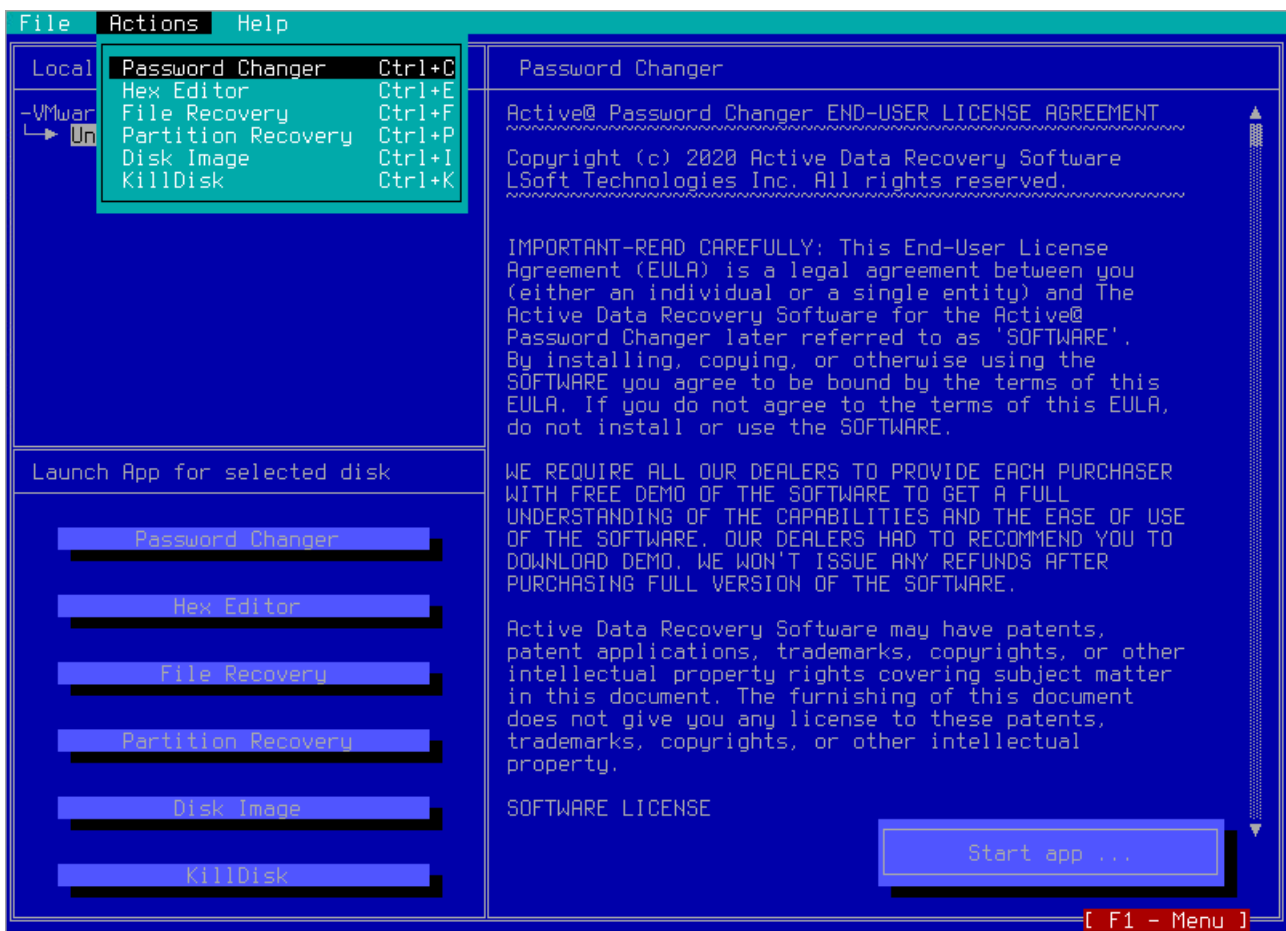 File Actions Help
Local
Password Changer Ctrl+C
Hex Editor Ctrl+E
File Recovery Ctrl+F
Partition Recovery Ctrl+P
Disk Image Ctrl+I
KillDisk Ctrl+K
-VMwar
Un
Launch App for selected disk
Password Changer
Hex Editor
File Recovery
Partition Recovery
Disk Image
KillDisk
Password Changer
Active@ Password Changer END-USER LICENSE AGREEMENT
~~~~~~~~~~~~~~~~~~~~~~~~~~~~~~~~~~~~~~~~~~~~~~~~~~~~~
Copyright (c) 2020 Active Data Recovery Software
LSoft Technologies Inc. All rights reserved.
~~~~~~~~~~~~~~~~~~~~~~~~~~~~~~~~~~~~~~~~~~~~~~~~~~~~~
IMPORTANT-READ CAREFULLY: This End-User License
Agreement (EULA) is a legal agreement between you
(either an individual or a single entity) and The
Active Data Recovery Software for the Active@
Password Changer later referred to as 'SOFTWARE'.
By installing, copying, or otherwise using the
SOFTWARE you agree to be bound by the terms of this
EULA. If you do not agree to the terms of this EULA,
do not install or use the SOFTWARE.
WE REQUIRE ALL OUR DEALERS TO PROVIDE EACH PURCHASER
WITH FREE DEMO OF THE SOFTWARE TO GET A FULL
UNDERSTANDING OF THE CAPABILITIES AND THE EASE OF USE
OF THE SOFTWARE. OUR DEALERS HAD TO RECOMMEND YOU TO
DOWNLOAD DEMO. WE WON'T ISSUE ANY REFUNDS AFTER
PURCHASING FULL VERSION OF THE SOFTWARE.
Active Data Recovery Software may have patents,
patent applications, trademarks, copyrights, or other
intellectual property rights covering subject matter
in this document. The furnishing of this document
does not give you any license to these patents,
trademarks, copyrights, or other intellectual
property.
SOFTWARE LICENSE
Start app ...
[ F1 - Menu ]